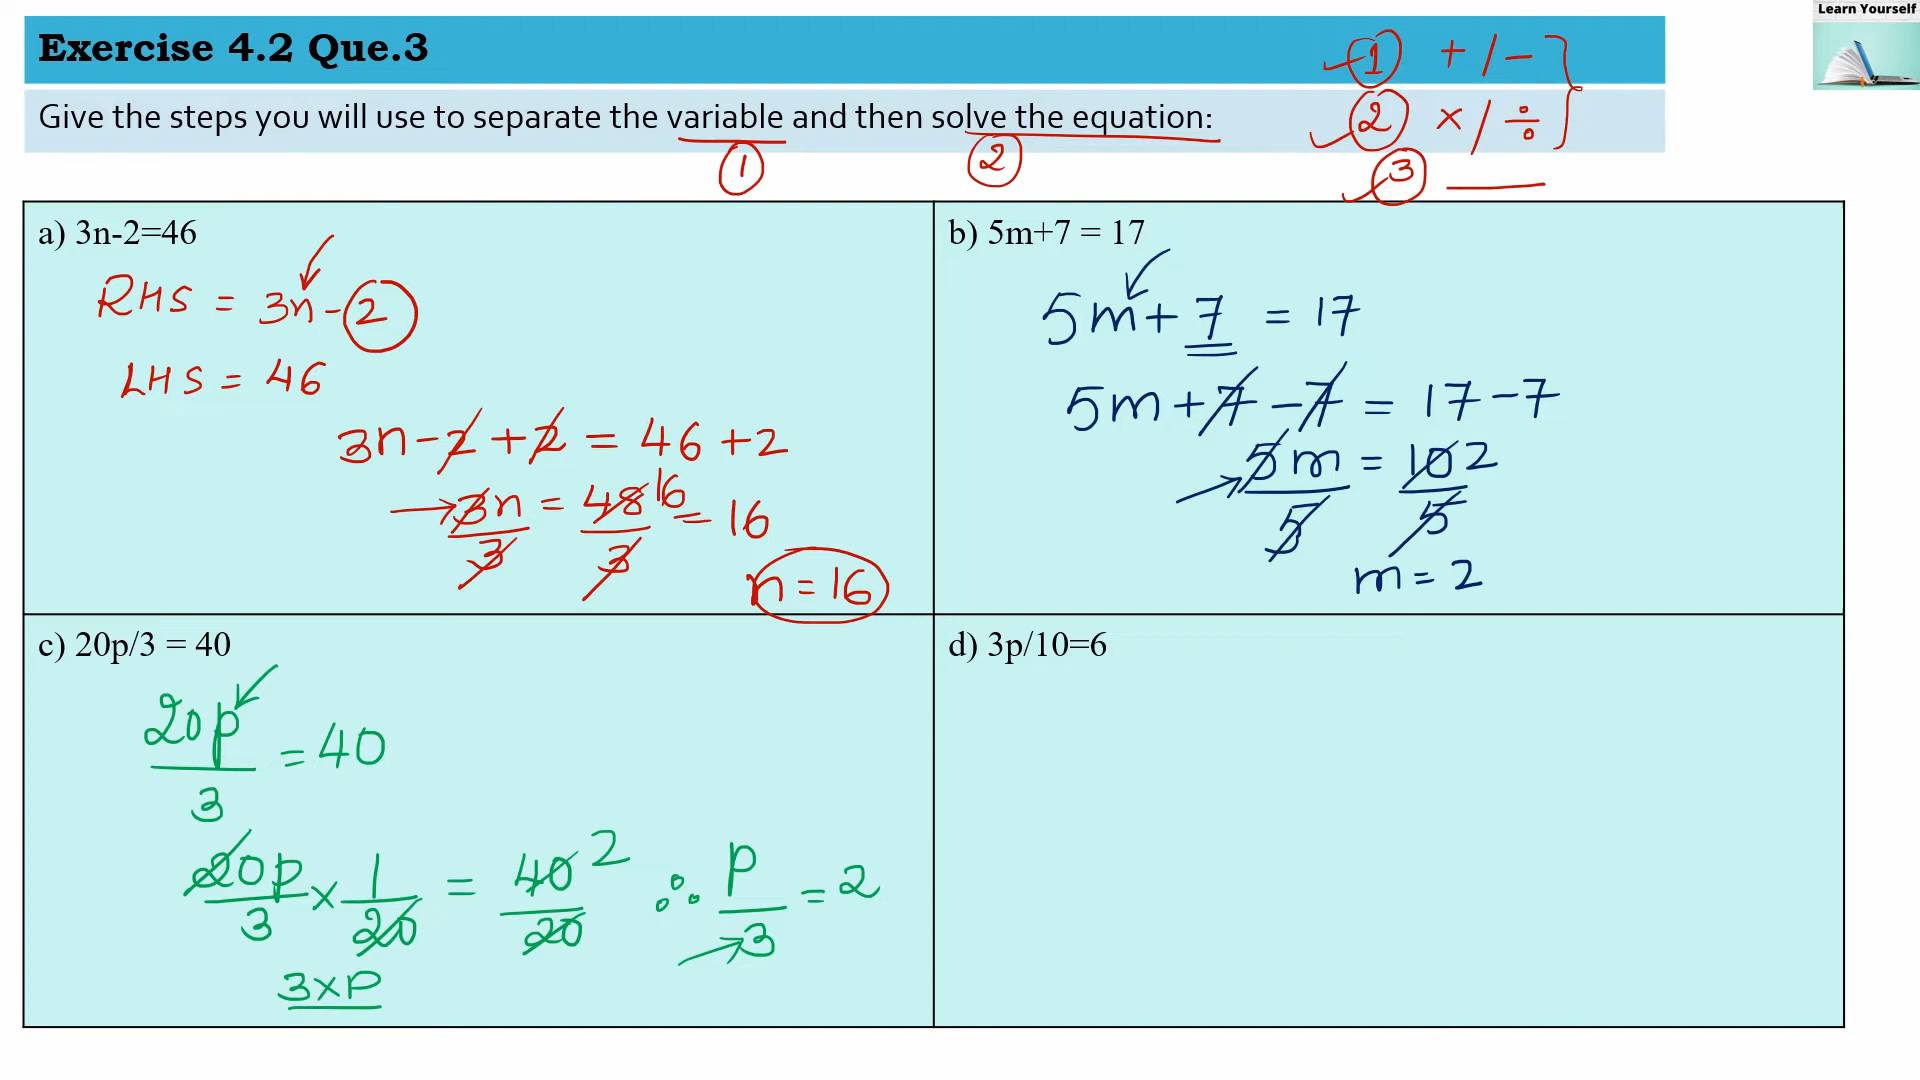 Learn Yourself
Exercise 4.2 Que.3
1 + / -
Give the steps you will use to separate the variable and then solve the equation:
2 × / ÷
1
2
3
a) 3n-2=46
RHS = 3n - 2
LHS = 46
3n - 2 + 2 = 46 + 2
3n/3 = 48/3 16 = 16
n = 16
b) 5m+7 = 17
5m + 7 = 17
5m + 7 - 7 = 17 - 7
5m/5 = 10/5 2
m = 2
c) 20p/3 = 40
20p/3 = 40
20p/3 × 1/20 = 40/20 2 ∴ p/3 = 2
3×P
d) 3p/10=6